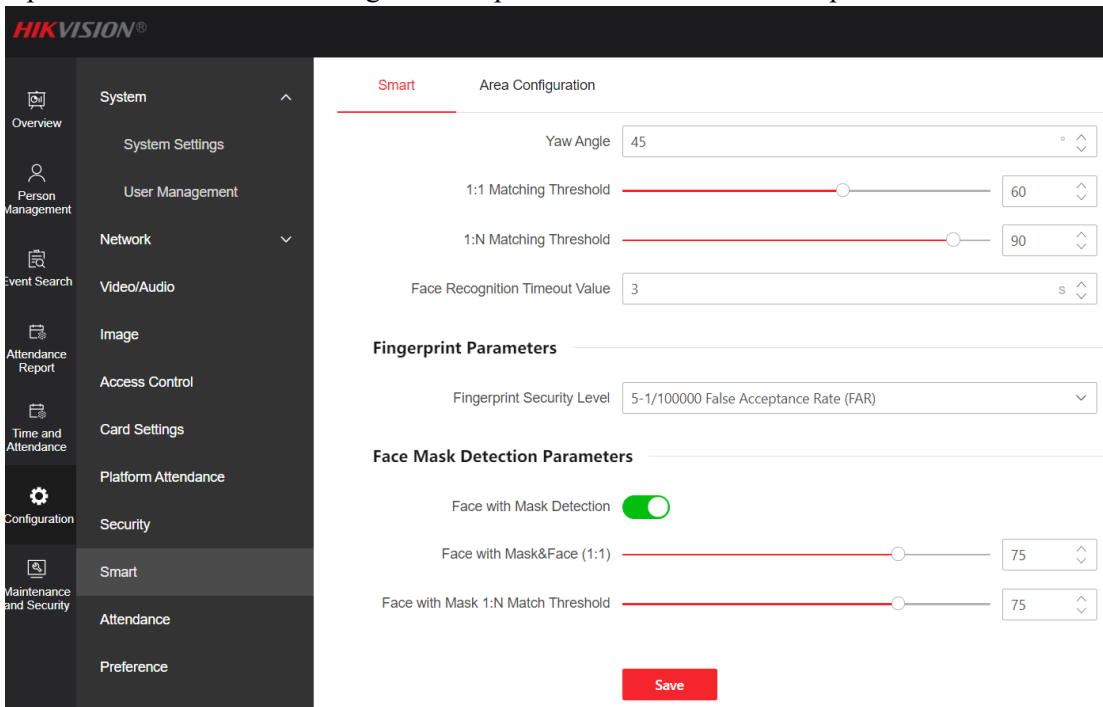 HIKVISION®
Overview
Person
Management
Event Search
Attendance
Report
Time and
Attendance
Configuration
Maintenance
and Security
System
System Settings
User Management
Network
Video/Audio
Image
Access Control
Card Settings
Platform Attendance
Security
Smart
Attendance
Preference
Smart Area Configuration
Yaw Angle 45 °
1:1 Matching Threshold 60
1:N Matching Threshold 90
Face Recognition Timeout Value 3 s
Fingerprint Parameters
Fingerprint Security Level 5-1/100000 False Acceptance Rate (FAR)
Face Mask Detection Parameters
Face with Mask Detection
Face with Mask&Face (1:1) 75
Face with Mask 1:N Match Threshold 75
Save